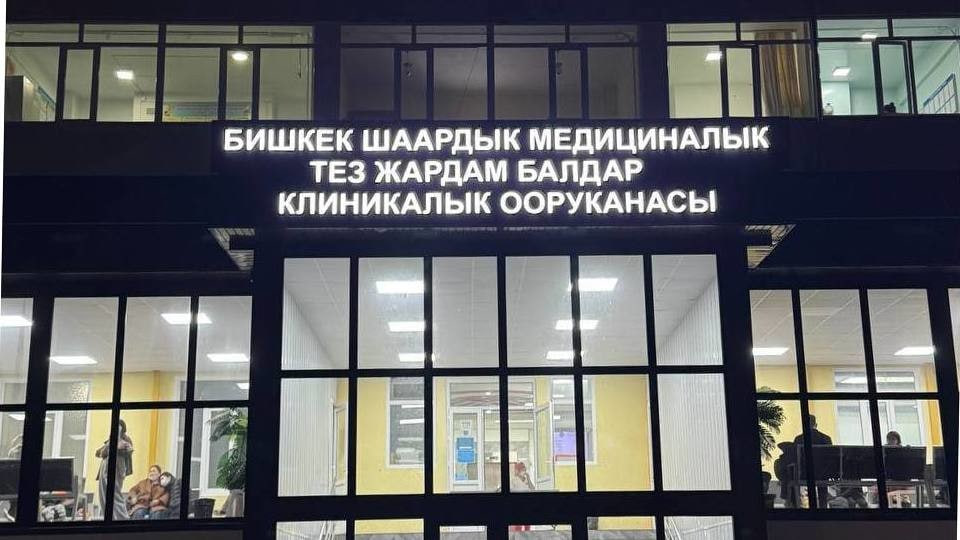 БИШКЕК ШААРДЫК МЕДИЦИНАЛЫК
ТЕЗ ЖАРДАМ БАЛДАР
КЛИНИКАЛЫК ООРУКАНАСЫ